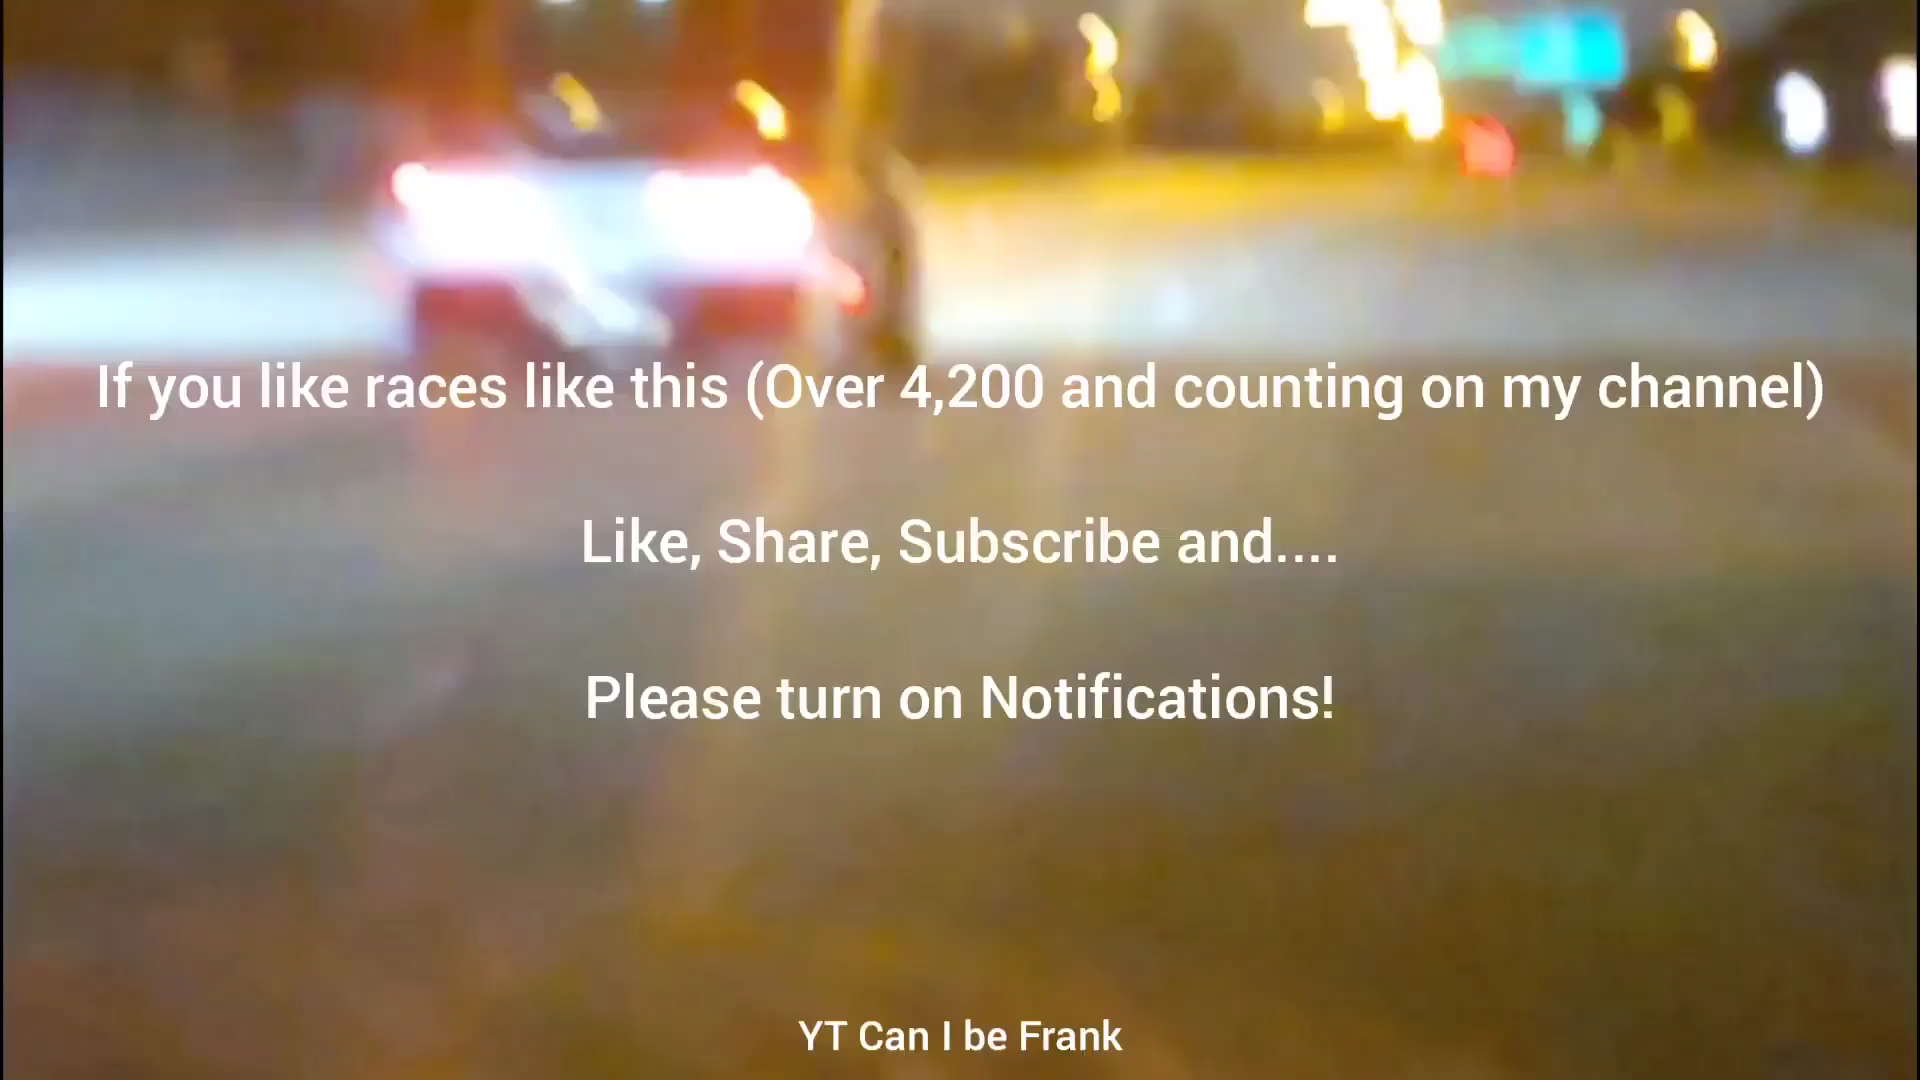 If you like races like this (Over 4,200 and counting on my channel)
Like, Share, Subscribe and....
Please turn on Notifications!
YT Can I be Frank